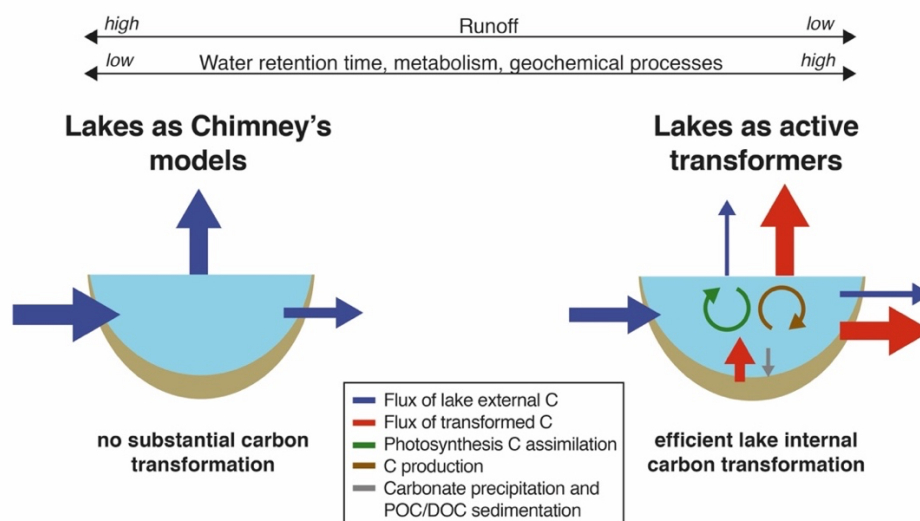 high Runoff low
low Water retention time, metabolism, geochemical processes high
Lakes as Chimney's
models
Lakes as active
transformers
no substantial carbon
transformation
Flux of lake external C
Flux of transformed C
Photosynthesis C assimilation
C production
Carbonate precipitation and
POC/DOC sedimentation
efficient lake internal
carbon transformation